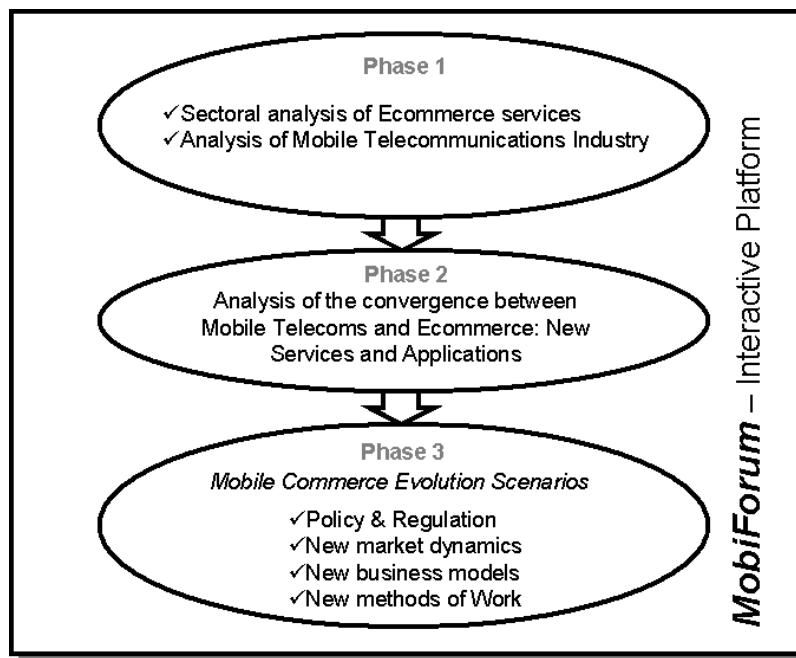 Phase 1
✓Sectoral analysis of Ecommerce services
✓Analysis of Mobile Telecommunications Industry
Phase 2
Analysis of the convergence between
Mobile Telecoms and Ecommerce: New
Services and Applications
Phase 3
Mobile Commerce Evolution Scenarios
✓Policy & Regulation
✓New market dynamics
✓New business models
✓New methods of Work
MobiForum – Interactive Platform